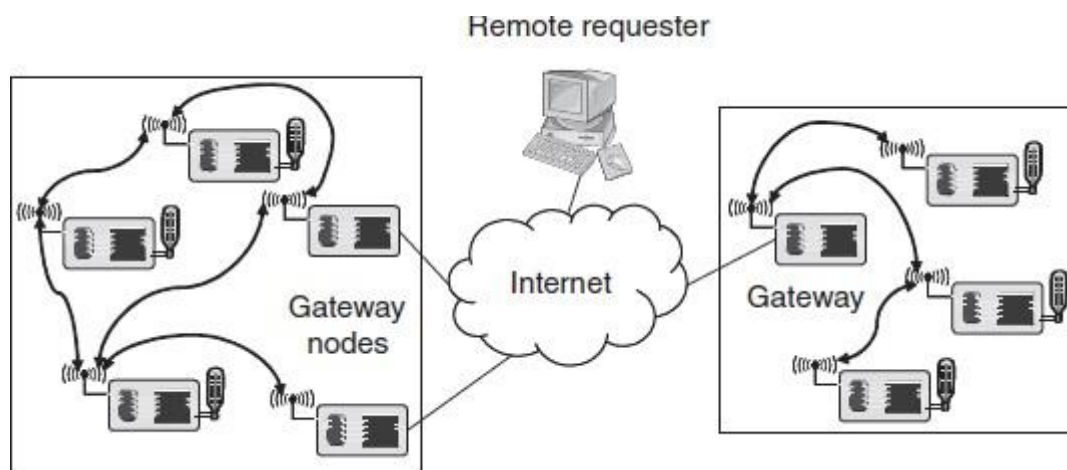 Remote requester
Internet
Gateway
nodes
Gateway